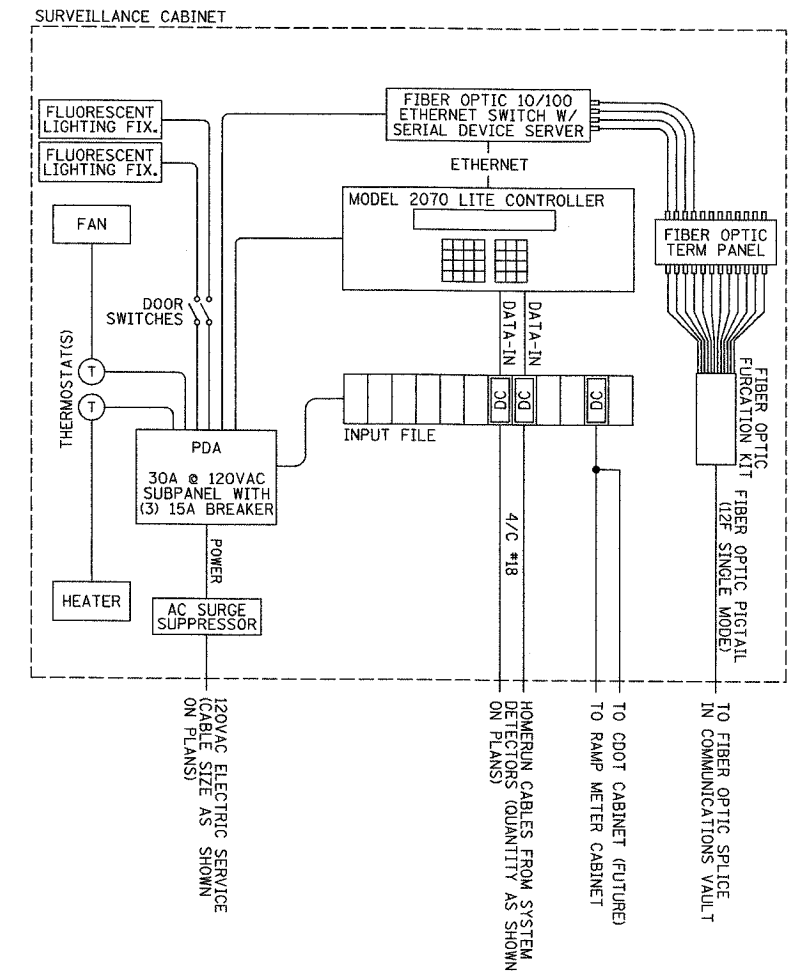 SURVEILLANCE CABINET
FLUORESCENT
LIGHTING FIX.
FLUORESCENT
LIGHTING FIX.
FIBER OPTIC 10/100
ETHERNET SWITCH W/
SERIAL DEVICE SERVER
ETHERNET
MODEL 2070 LITE CONTROLLER
FAN
FIBER OPTIC
TERM PANEL
DOOR
SWITCHES
DATA-IN
DATA-IN
THERMOSTAT(S)
T
T
DC
DC
DC
INPUT FILE
FIBER OPTIC
FURCATION KIT
PDA
30A @ 120VAC
SUBPANEL WITH
(3) 15A BREAKER
POWER
4/C #18
FIBER OPTIC PIGTAIL
(12F SINGLE MODE)
HEATER
AC SURGE
SUPPRESSOR
120VAC ELECTRIC SERVICE
(CABLE SIZE AS SHOWN
ON PLANS)
HOMERUN CABLES FROM SYSTEM
DETECTORS (QUANTITY AS SHOWN
ON PLANS)
TO CDOT CABINET (FUTURE)
TO RAMP METER CABINET
TO FIBER OPTIC SPLICE
IN COMMUNICATIONS VAULT